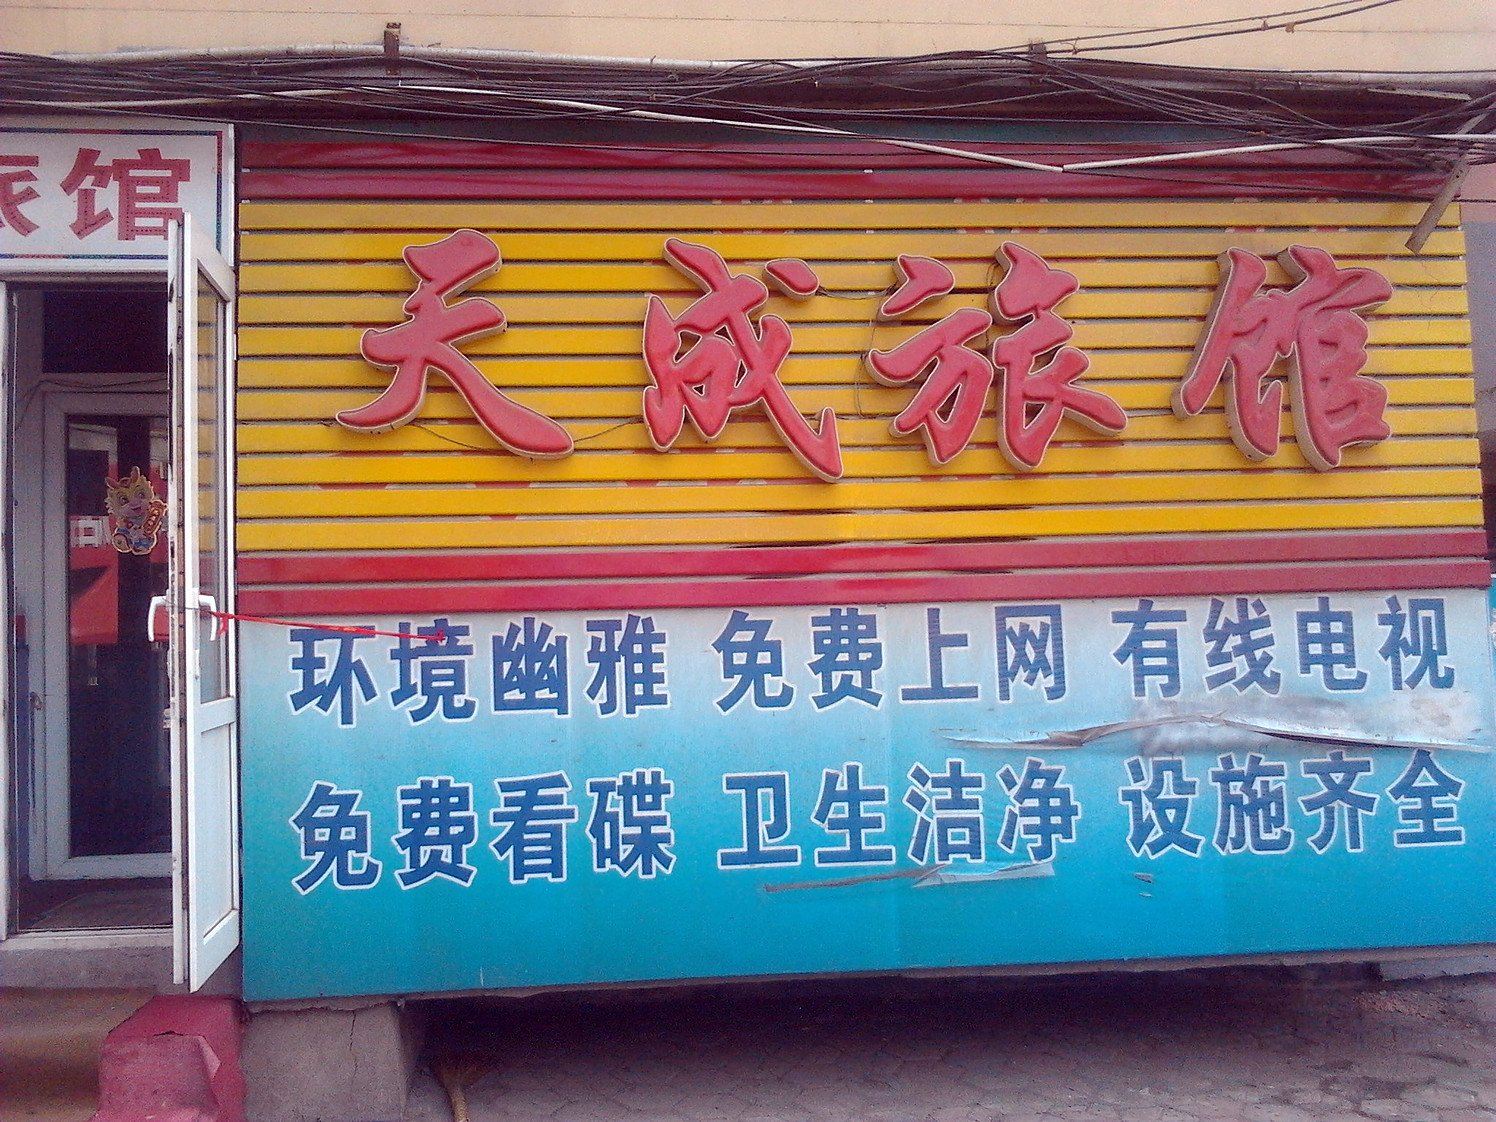 旅馆
天成旅馆
环境幽雅 免费上网 有线电视
免费看碟 卫生洁净 设施齐全